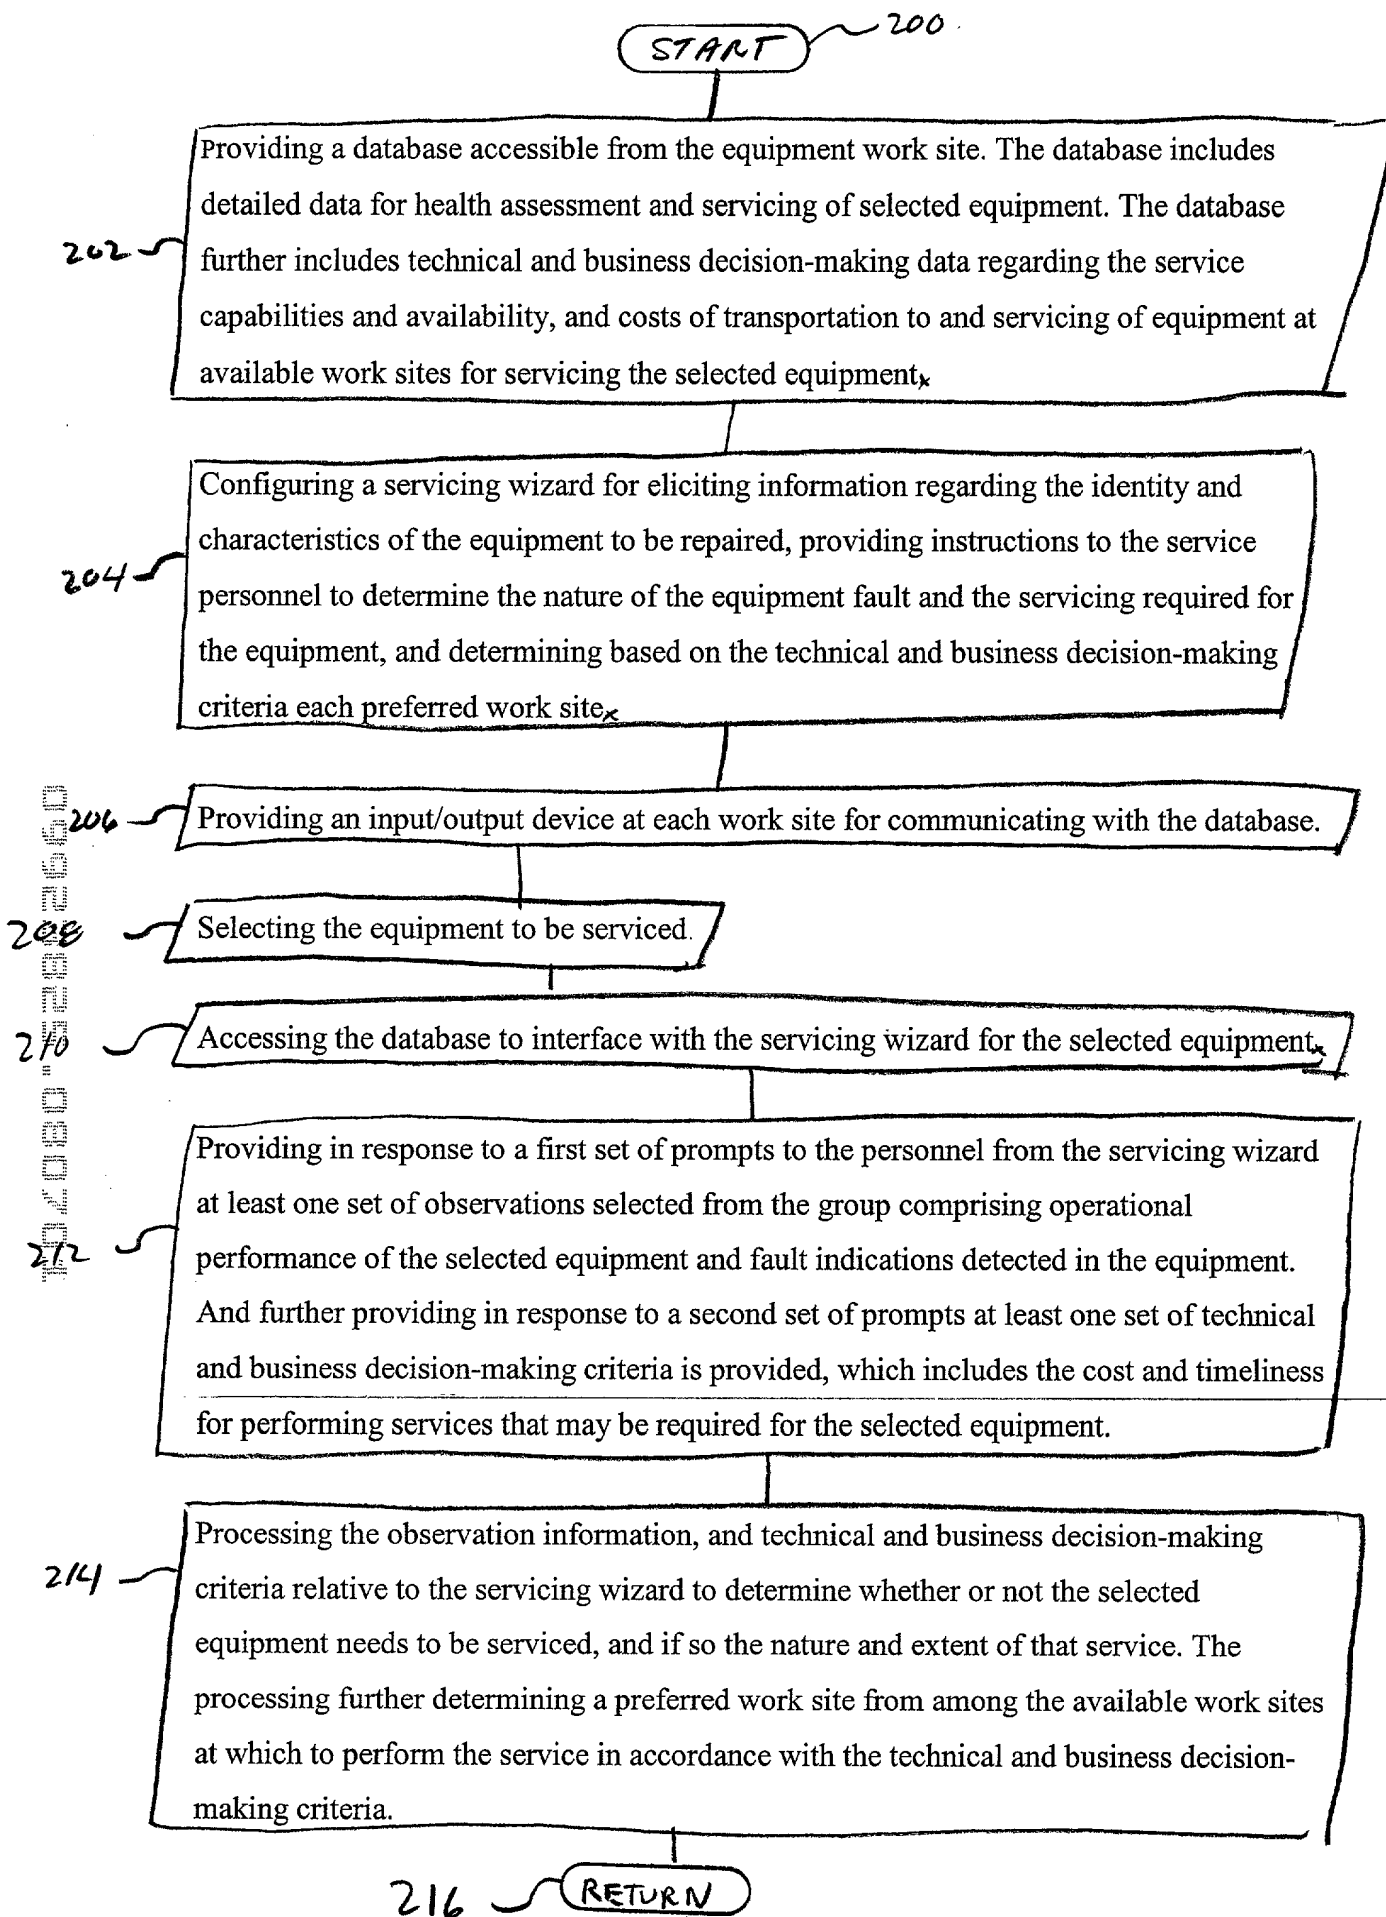 200
START
Providing a database accessible from the equipment work site. The database includes
detailed data for health assessment and servicing of selected equipment. The database
202
further includes technical and business decision-making data regarding the service
capabilities and availability, and costs of transportation to and servicing of equipment at
available work sites for servicing the selected equipment
Configuring a servicing wizard for eliciting information regarding the identity and
characteristics of the equipment to be repaired, providing instructions to the service
204
personnel to determine the nature of the equipment fault and the servicing required for
the equipment, and determining based on the technical and business decision-making
criteria each preferred work site
206
Providing an input/output device at each work site for communicating with the database.
208
Selecting the equipment to be serviced.
210
Accessing the database to interface with the servicing wizard for the selected equipment
Providing in response to a first set of prompts to the personnel from the servicing wizard
at least one set of observations selected from the group comprising operational
212
performance of the selected equipment and fault indications detected in the equipment.
And further providing in response to a second set of prompts at least one set of technical
and business decision-making criteria is provided, which includes the cost and timeliness
for performing services that may be required for the selected equipment.
Processing the observation information, and technical and business decision-making
214
criteria relative to the servicing wizard to determine whether or not the selected
equipment needs to be serviced, and if so the nature and extent of that service. The
processing further determining a preferred work site from among the available work sites
at which to perform the service in accordance with the technical and business decision-
making criteria.
216
RETURN